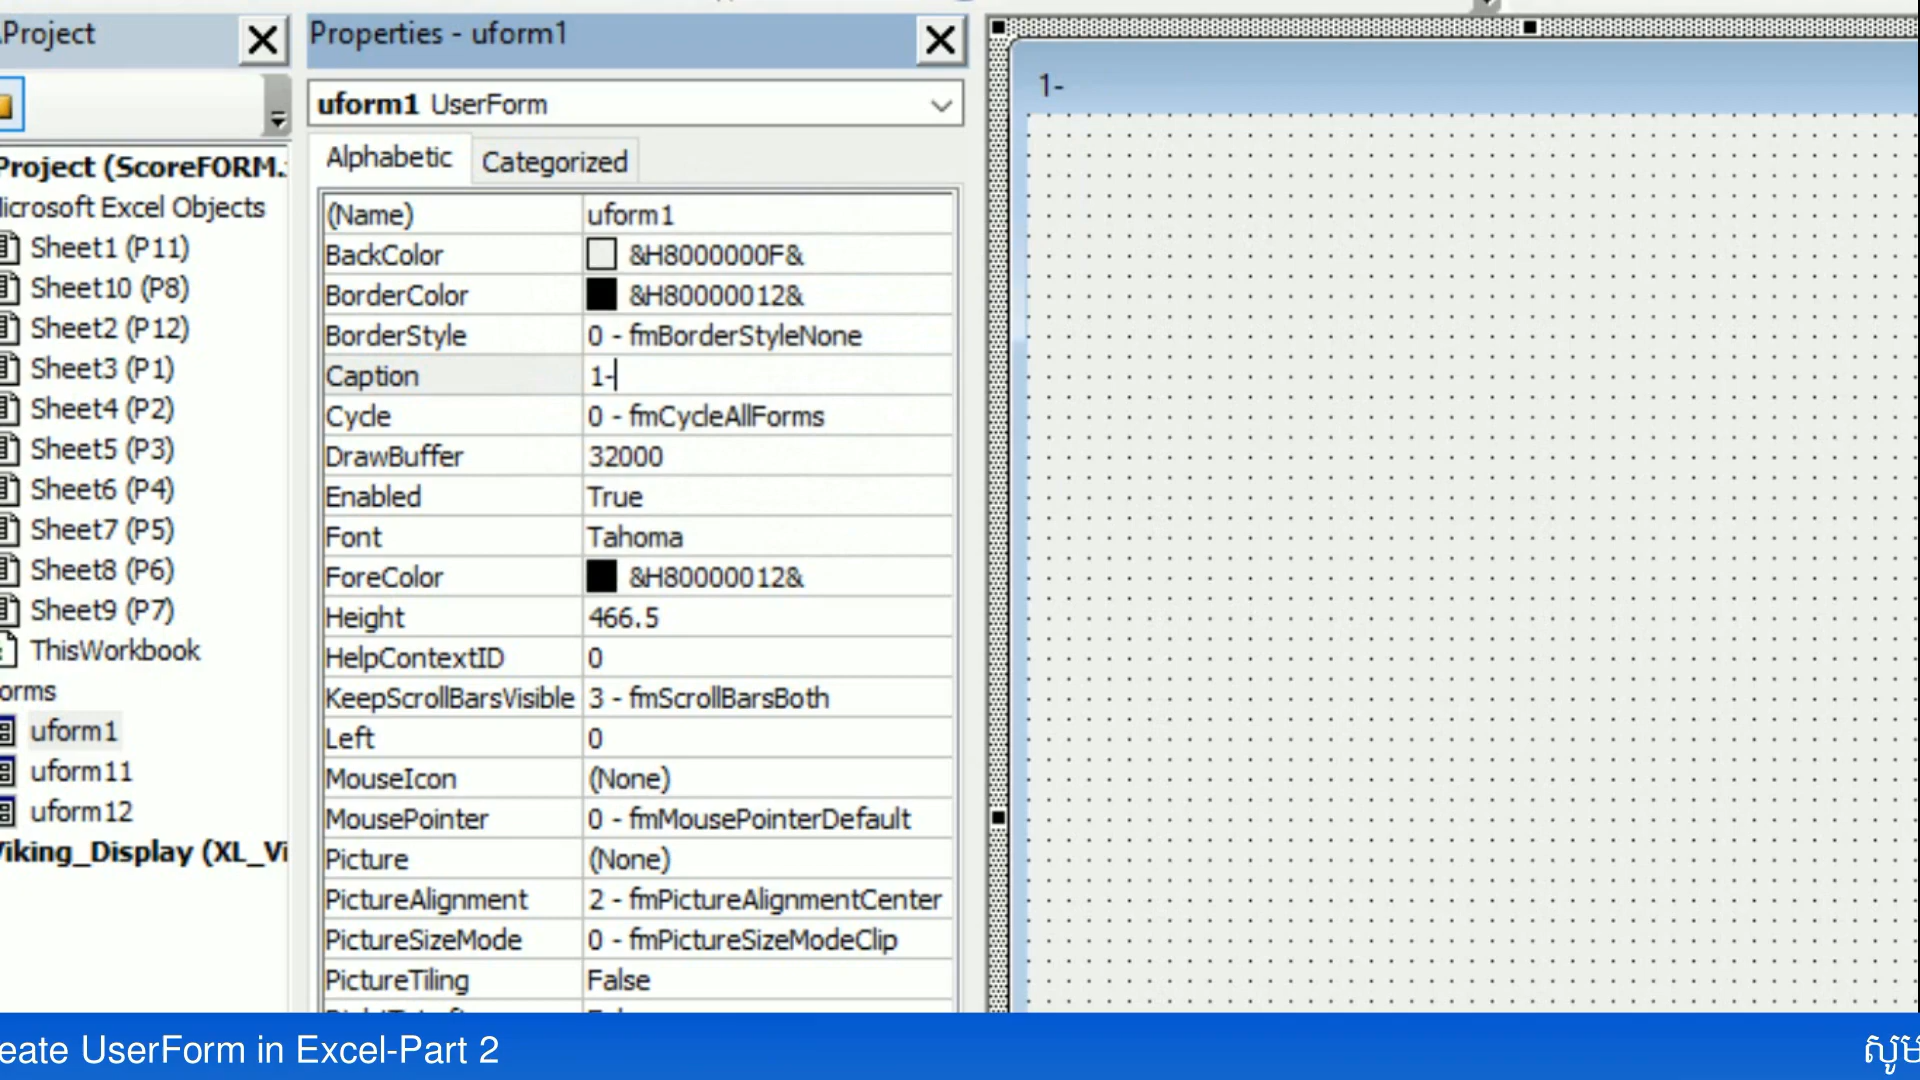 Project
Project (ScoreFORM.
icrosoft Excel Objects
Sheet1 (P11)
Sheet10 (P8)
Sheet2 (P12)
Sheet3 (P1)
Sheet4 (P2)
Sheet5 (P3)
Sheet6 (P4)
Sheet7 (P5)
Sheet8 (P6)
Sheet9 (P7)
ThisWorkbook
orms
uform1
uform11
uform12
Viking_Display (XL_Vi
Properties - uform1
uform1 UserForm
Alphabetic Categorized
(Name) uform1
BackColor &H8000000F&
BorderColor &H80000012&
BorderStyle 0 - fmBorderStyleNone
Caption 1-
Cycle 0 - fmCycleAllForms
DrawBuffer 32000
Enabled True
Font Tahoma
ForeColor &H80000012&
Height 466.5
HelpContextID 0
KeepScrollBarsVisible 3 - fmScrollBarsBoth
Left 0
MouseIcon (None)
MousePointer 0 - fmMousePointerDefault
Picture (None)
PictureAlignment 2 - fmPictureAlignmentCenter
PictureSizeMode 0 - fmPictureSizeModeClip
PictureTiling False
1-
eate UserForm in Excel-Part 2